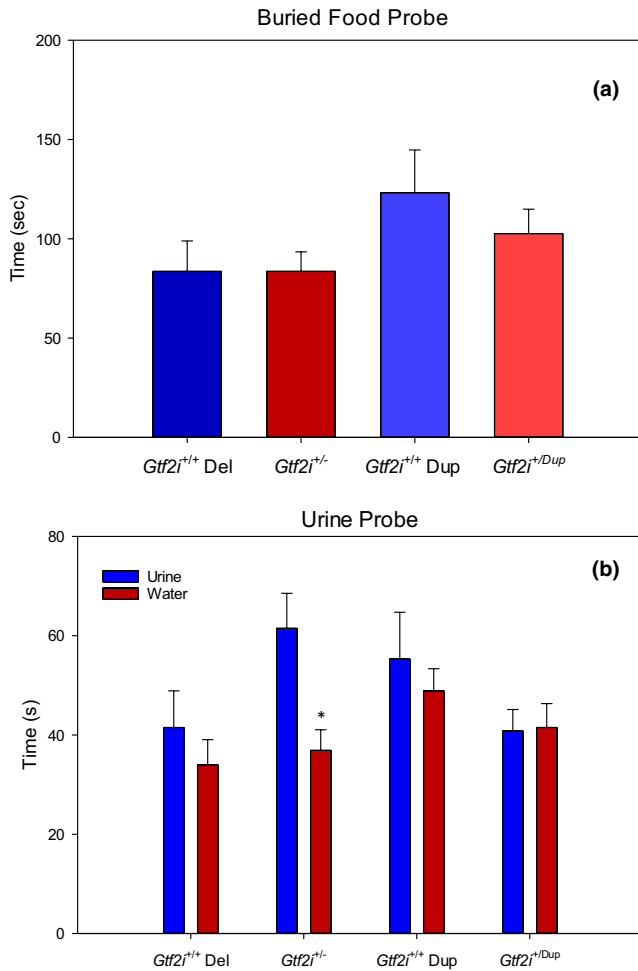 Buried Food Probe
200
(a)
150
100
50
0
Time (sec)
Gtf2i+/+ Del
Gtf2i+/-
Gtf2i+/+ Dup
Gtf2i+/Dup
Urine Probe
80
(b)
Urine
Water
60
*
40
20
0
Time (s)
Gtf2i+/+ Del
Gtf2i+/-
Gtf2i+/+ Dup
Gtf2i+/Dup